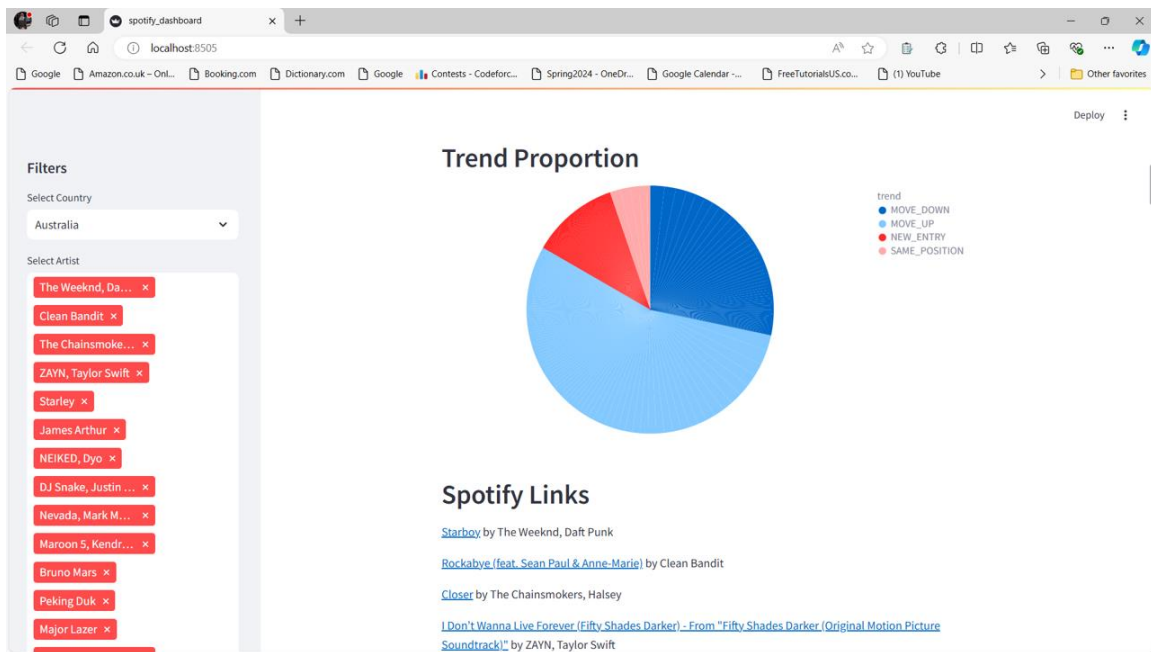 spotify_dashboard
localhost:8505
Google Amazon.co.uk – Onl... Booking.com Dictionary.com Google Contests - Codeforc... Spring2024 - OneDr... Google Calendar -... FreeTutorialsUS.co... (1) YouTube Other favorites
Deploy
Filters
Select Country
Australia
Select Artist
The Weeknd, Da... ×
Clean Bandit ×
The Chainsmoke... ×
ZAYN, Taylor Swift ×
Starley ×
James Arthur ×
NEIKED, Dyo ×
DJ Snake, Justin ... ×
Nevada, Mark M... ×
Maroon 5, Kendr... ×
Bruno Mars ×
Peking Duk ×
Major Lazer ×
Trend Proportion
trend
MOVE_DOWN
MOVE_UP
NEW_ENTRY
SAME_POSITION
Spotify Links
Starboy by The Weeknd, Daft Punk
Rockabye (feat. Sean Paul & Anne-Marie) by Clean Bandit
Closer by The Chainsmokers, Halsey
I Don't Wanna Live Forever (Fifty Shades Darker) - From "Fifty Shades Darker (Original Motion Picture
Soundtrack)" by ZAYN, Taylor Swift